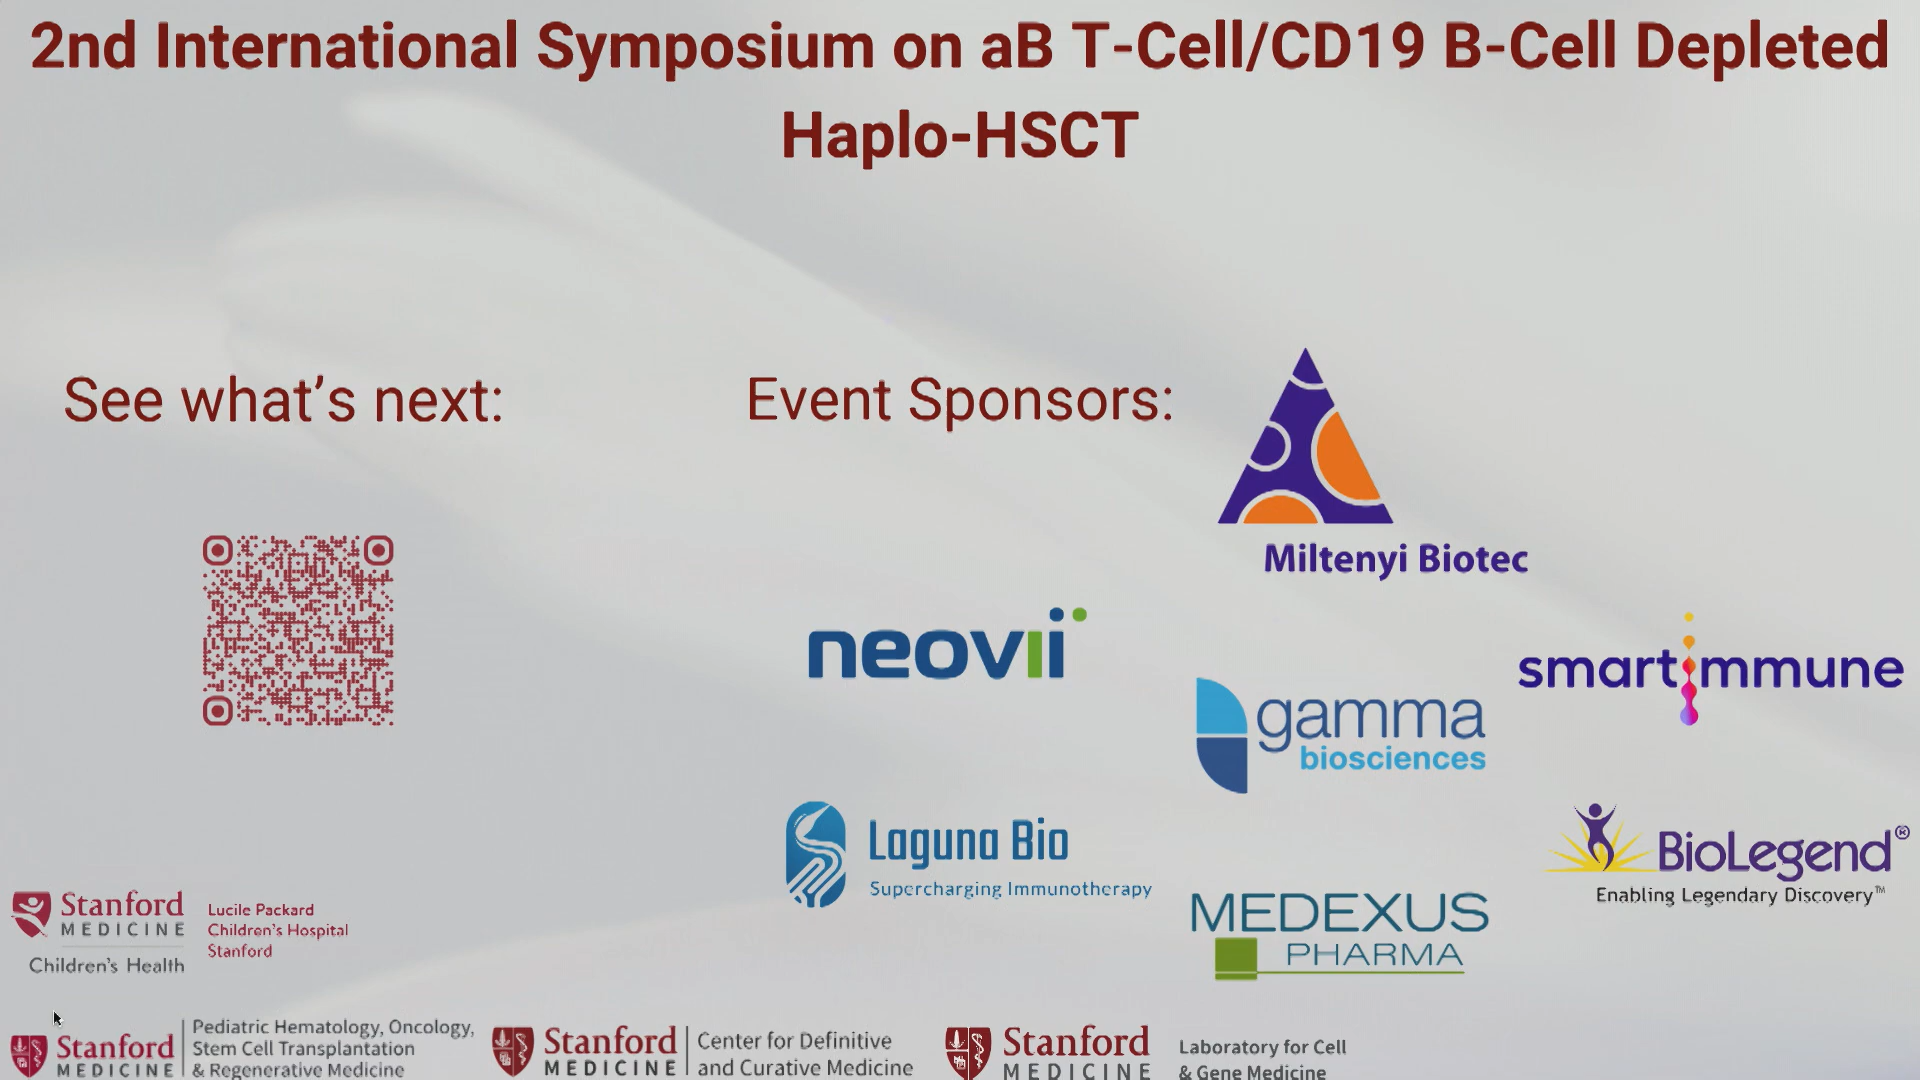 2nd International Symposium on aB T-Cell/CD19 B-Cell Depleted
Haplo-HSCT
See what's next:
Event Sponsors:
Miltenyi Biotec
neovii
smartimmune
gamma
biosciences
Laguna Bio
Supercharging Immunotherapy
BioLegend®
Enabling Legendary Discovery™
MEDEXUS
PHARMA
Stanford
MEDICINE
Children's Health
Lucile Packard
Children's Hospital
Stanford
Stanford
MEDICINE
Pediatric Hematology, Oncology,
Stem Cell Transplantation
& Regenerative Medicine
Stanford
MEDICINE
Center for Definitive
and Curative Medicine
Stanford
MEDICINE
Laboratory for Cell
& Gene Medicine